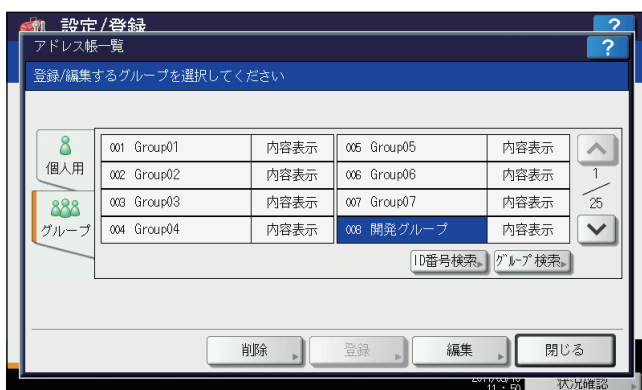 設定/登録
?
アドレス帳一覧
?
登録/編集するグループを選択してください
個人用
グループ
001 Group01 内容表示 005 Group05 内容表示
002 Group02 内容表示 006 Group06 内容表示
003 Group03 内容表示 007 Group07 内容表示
004 Group04 内容表示 008 開発グループ 内容表示
1
25
ID番号検索 グループ検索
削除 登録 編集 閉じる
11:50 状況確認